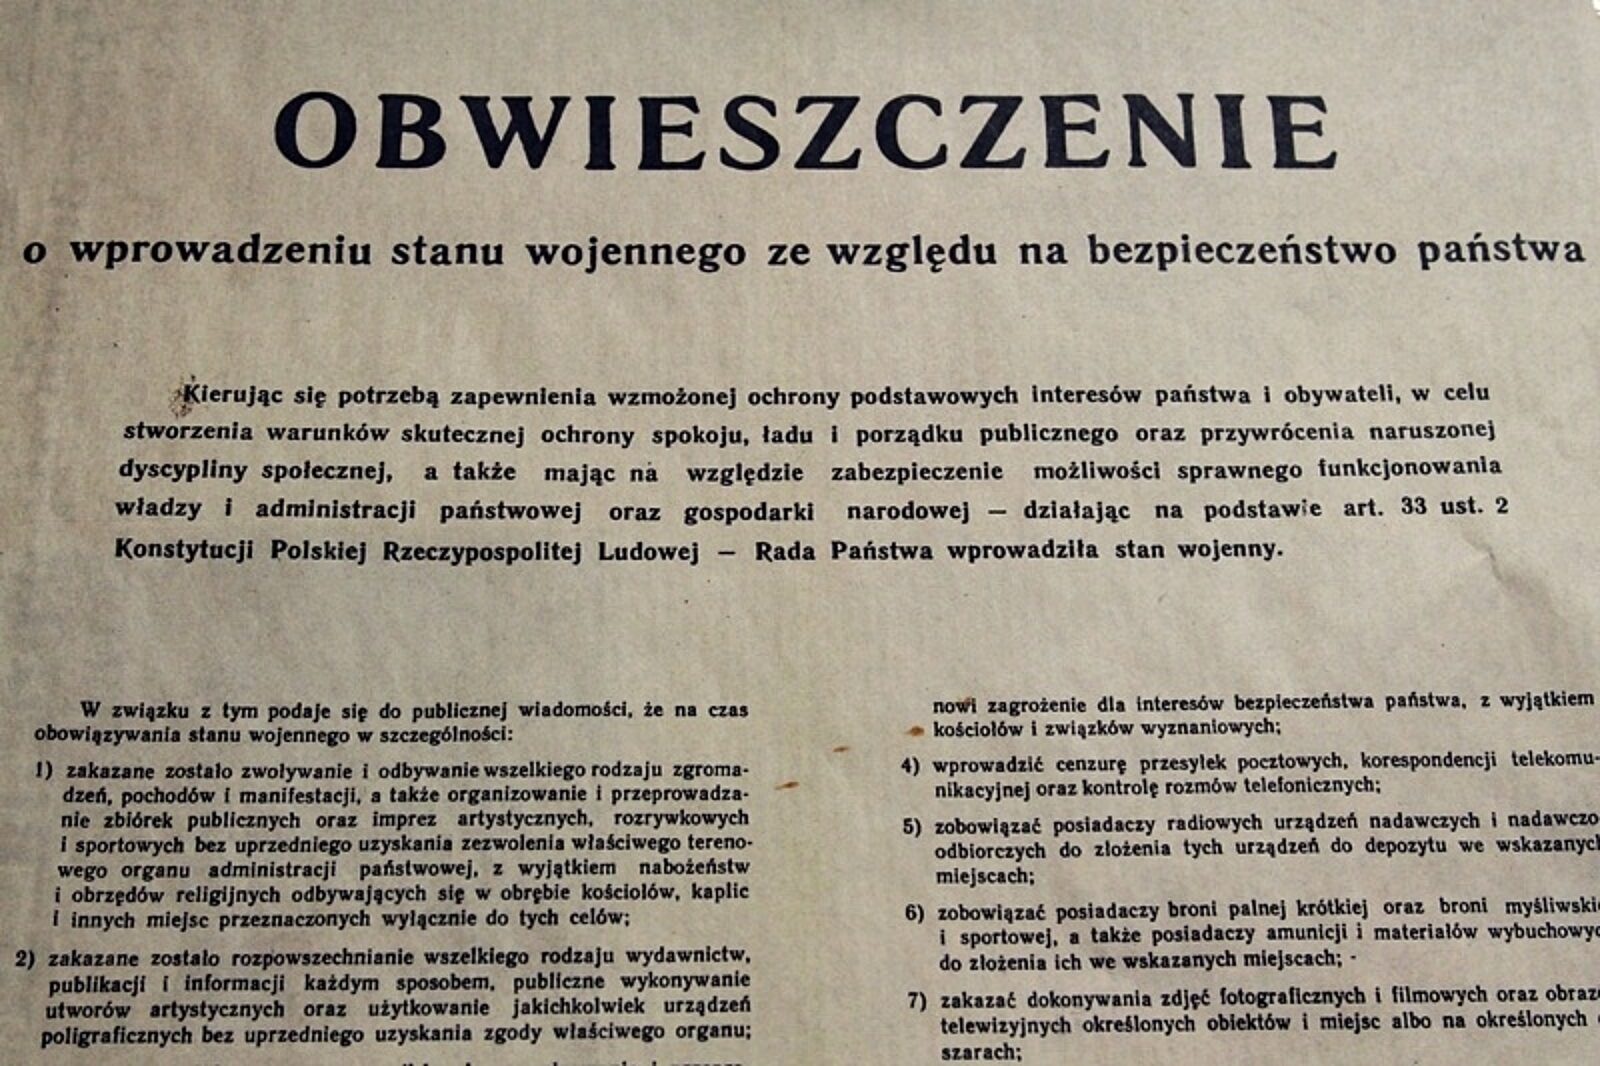 OBWIESZCZENIE
o wprowadzeniu stanu wojennego ze względu na bezpieczeństwo państwa
Kierując się potrzebą zapewnienia wzmożonej ochrony podstawowych interesów państwa i obywateli, w celu
stworzenia warunków skutecznej ochrony spokoju, ładu i porządku publicznego oraz przywrócenia naruszonej
dyscypliny społecznej, a także mając na względzie zabezpieczenie możliwości sprawnego funkcjonowania
władzy i administracji państwowej oraz gospodarki narodowej — działając na podstawie art. 33 ust. 2
Konstytucji Polskiej Rzeczypospolitej Ludowej — Rada Państwa wprowadziła stan wojenny.
W związku z tym podaje się do publicznej wiadomości, że na czas
obowiązywania stanu wojennego w szczególności:
1) zakazane zostało zwoływanie i odbywanie wszelkiego rodzaju zgroma-
dzeń, pochodów i manifestacji, a także organizowanie i przeprowadza-
nie zbiórek publicznych oraz imprez artystycznych, rozrywkowych
i sportowych bez uprzedniego uzyskania zezwolenia właściwego tereno-
wego organu administracji państwowej, z wyjątkiem nabożeństw
i obrzędów religijnych odbywających się w obrębie kościołów, kaplic
i innych miejsc przeznaczonych wyłącznie do tych celów;
2) zakazane zostało rozpowszechnianie wszelkiego rodzaju wydawnictw,
publikacji i informacji każdym sposobem, publiczne wykonywanie
utworów artystycznych oraz użytkowanie jakichkolwiek urządzeń
poligraficznych bez uprzedniego uzyskania zgody właściwego organu;
nowi zagrożenie dla interesów bezpieczeństwa państwa, z wyjątkiem
kościołów i związków wyznaniowych;
4) wprowadzić cenzurę przesyłek pocztowych, korespondencji telekomu-
nikacyjnej oraz kontrolę rozmów telefonicznych;
5) zobowiązać posiadaczy radiowych urządzeń nadawczych i nadawczo
odbiorczych do złożenia tych urządzeń do depozytu we wskazanych
miejscach;
6) zobowiązać posiadaczy broni palnej krótkiej oraz broni myśliwskie
i sportowej, a także posiadaczy amunicji i materiałów wybuchowyc
do złożenia ich we wskazanych miejscach;
7) zakazać dokonywania zdjęć fotograficznych i filmowych oraz obraz
telewizyjnych określonych obiektów i miejsc albo na określonych
szarach;